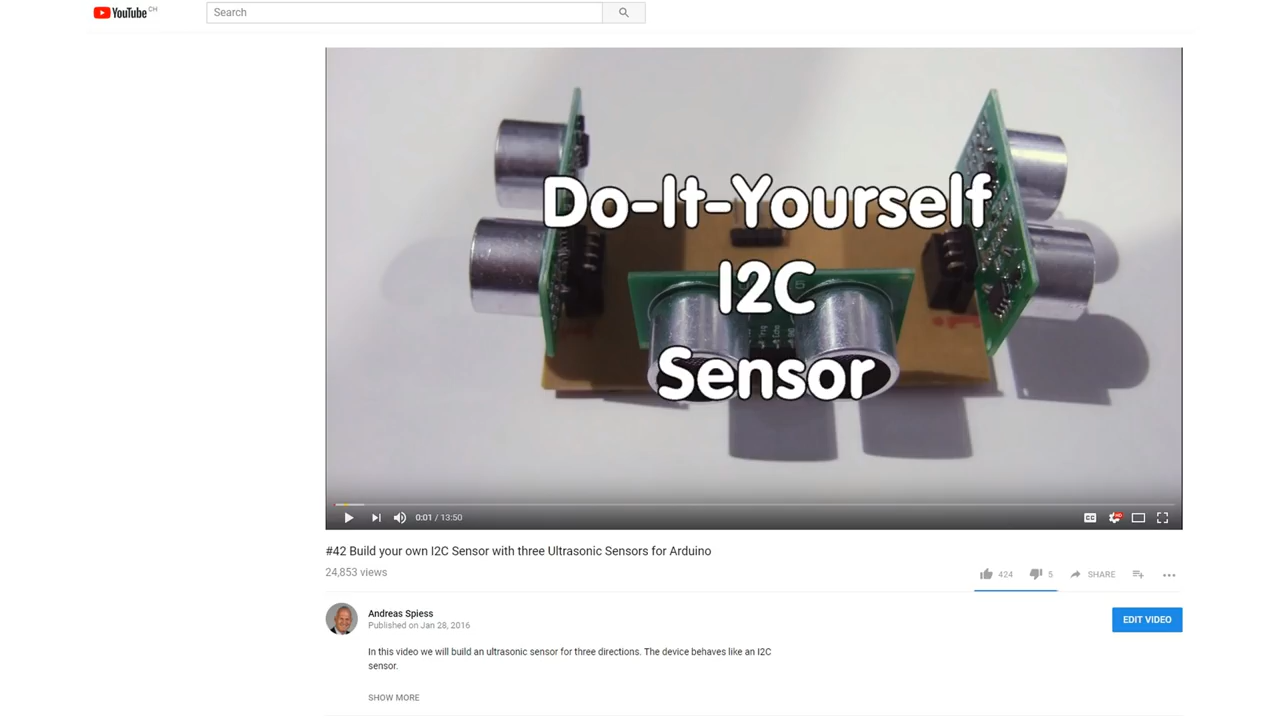 YouTube CH
Search
Do-It-Yourself
I2C
Sensor
0:01 / 13:50
CC
HD
#42 Build your own I2C Sensor with three Ultrasonic Sensors for Arduino
24,853 views
424
5
SHARE
Andreas Spiess
Published on Jan 28, 2016
EDIT VIDEO
In this video we will build an ultrasonic sensor for three directions. The device behaves like an I2C
sensor.
SHOW MORE